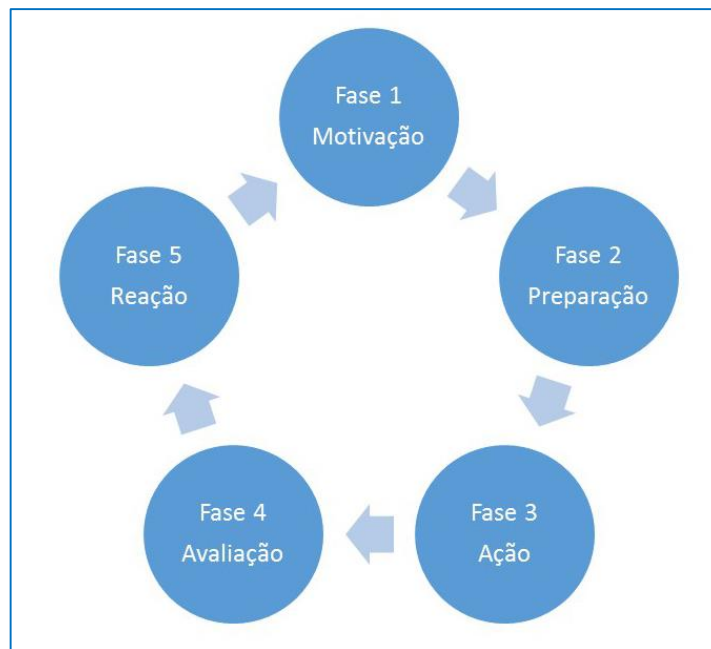 Fase 1
Motivação
Fase 2
Preparação
Fase 3
Ação
Fase 4
Avaliação
Fase 5
Reação